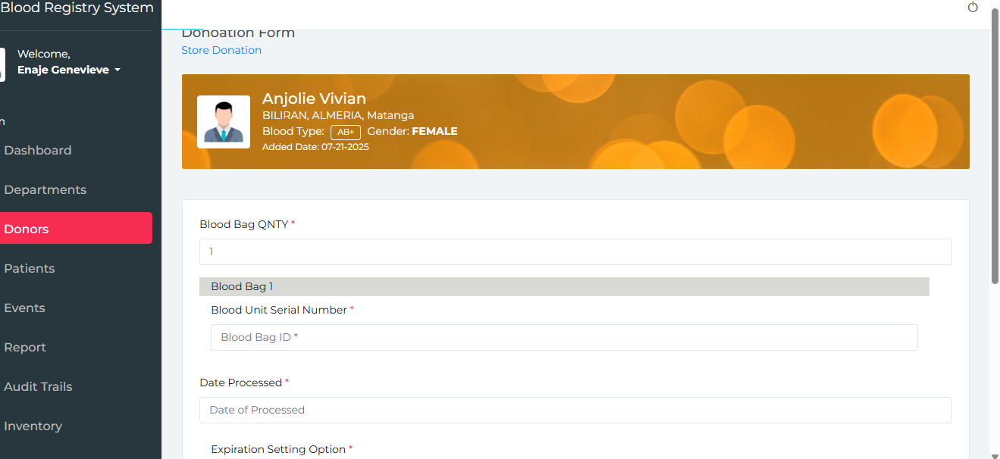 Blood Registry System
Welcome,
Enaje Genevieve
n
Dashboard
Departments
Donors
Patients
Events
Report
Audit Trails
Inventory
Donoation Form
Store Donation
Anjolie Vivian
BILIRAN, ALMERIA, Matanga
Blood Type: AB+ Gender: FEMALE
Added Date: 07-21-2025
Blood Bag QNTY *
1
Blood Bag 1
Blood Unit Serial Number *
Blood Bag ID *
Date Processed *
Date of Processed
Expiration Setting Option *